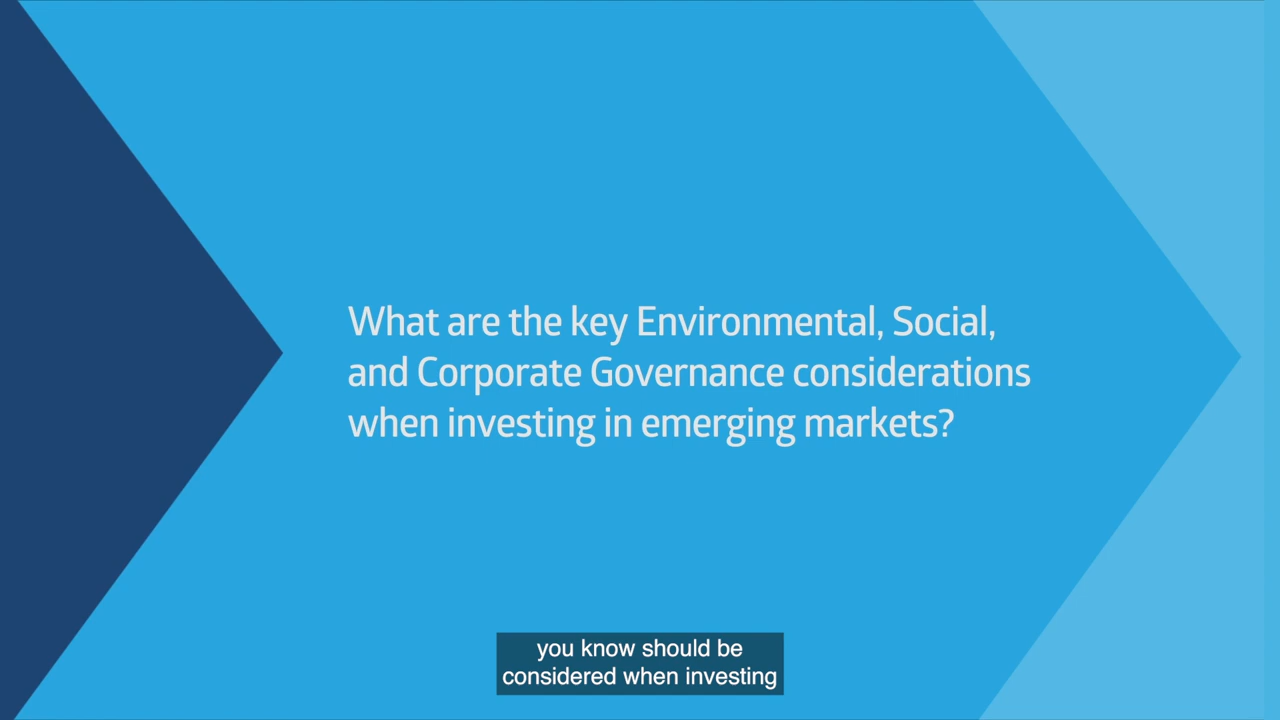 What are the key Environmental, Social,
and Corporate Governance considerations
when investing in emerging markets?
you know should be
considered when investing